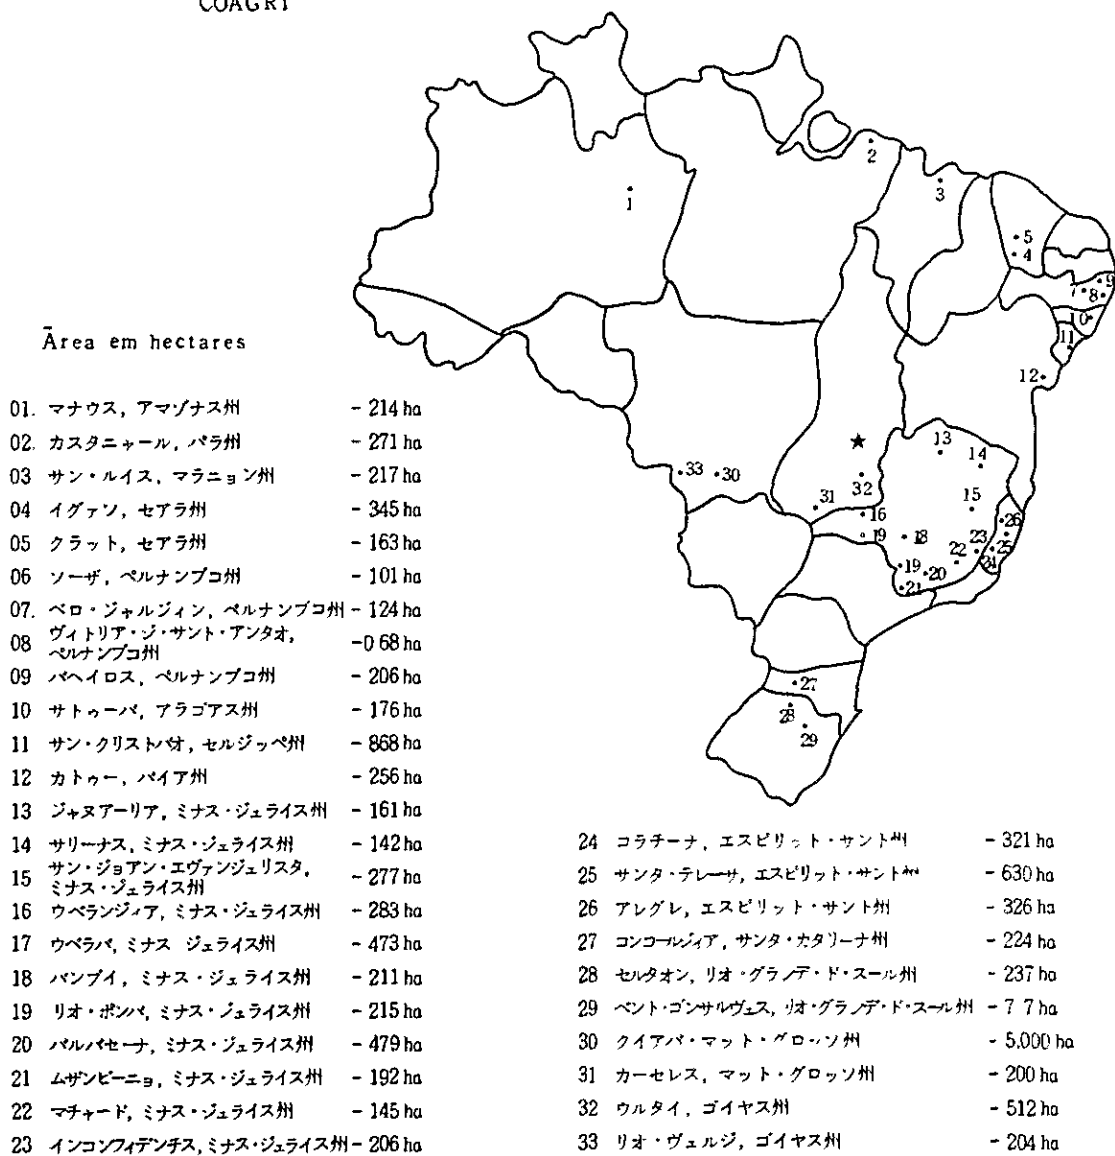 COAGRI
Ārea em hectares
01. マナウス, アマゾナス州 - 214 ha
02. カスタニャール, パラ州 - 271 ha
03 サン・ルイス, マラニョン州 - 217 ha
04 イグァソ, セアラ州 - 345 ha
05 クラット, セアラ州 - 163 ha
06 ソーザ, ペルナンブコ州 - 101 ha
07. ベロ・ジャルジィン, ペルナンブコ州 - 124 ha
08 ヴィトリア・ジ・サント・アンタオ, ペルナンブコ州 -0 68 ha
09 バヘイロス, ペルナンブコ州 - 206 ha
10 サトゥーバ, アラゴアス州 - 176 ha
11 サン・クリストバオ, セルジッペ州 - 868 ha
12 カトゥー, バイア州 - 256 ha
13 ジャヌアーリア, ミナス・ジェライス州 - 161 ha
14 サリーナス, ミナス・ジェライス州 - 142 ha
15 サン・ジョアン・エヴァンジェリスタ, ミナス・ジェライス州 - 277 ha
16 ウベランジィア, ミナス・ジェライス州 - 283 ha
17 ウベラバ, ミナス ジェライス州 - 473 ha
18 バンブイ, ミナス・ジェライス州 - 211 ha
19 リオ・ポンバ, ミナス・ジェライス州 - 215 ha
20 バルバセーナ, ミナス・ジェライス州 - 479 ha
21 ムザンビーニョ, ミナス・ジェライス州 - 192 ha
22 マチャード, ミナス・ジェライス州 - 145 ha
23 インコンフィデンチス, ミナス・ジェライス州 - 206 ha
24 コラチーナ, エスピリット・サント州 - 321 ha
25 サンタ・テレーサ, エスピリット・サント州 - 630 ha
26 アレグレ, エスピリット・サント州 - 326 ha
27 コンコールジィア, サンタ・カタリーナ州 - 224 ha
28 セルタオン, リオ・グランデ・ド・スール州 - 237 ha
29 ベント・ゴンサルヴェス, リオ・グランデ・ド・スール州 - 7 7 ha
30 クイアバ・マット・グロッソ州 - 5.000 ha
31 カーセレス, マット・グロッソ州 - 200 ha
32 ウルタイ, ゴイヤス州 - 512 ha
33 リオ・ヴェルジ, ゴイヤス州 - 204 ha
1
2
3
5
4
9
7
8
10
11
12
13
14
33
30
32
31
15
16
26
19
18
23
25
22
24
19
20
21
27
28
29